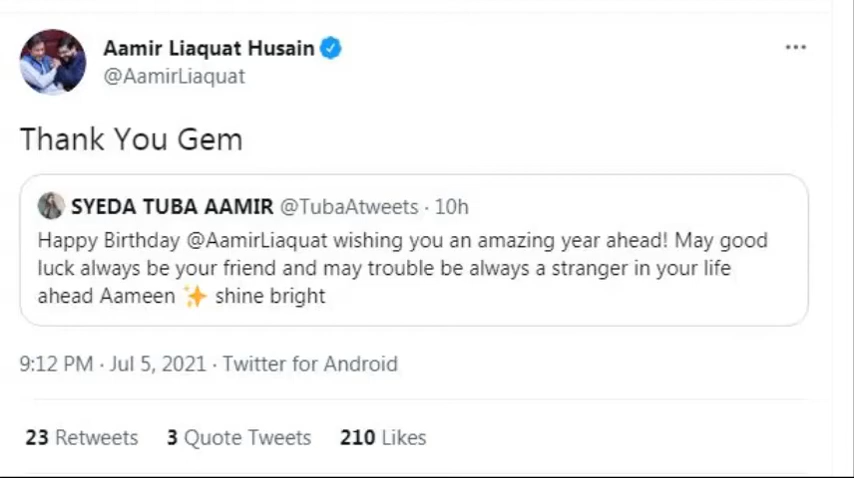 Aamir Liaquat Husain
@AamirLiaquat
Thank You Gem
SYEDA TUBA AAMIR @TubaAtweets · 10h
Happy Birthday @AamirLiaquat wishing you an amazing year ahead! May good
luck always be your friend and may trouble be always a stranger in your life
ahead Aameen ✨ shine bright
9:12 PM · Jul 5, 2021 · Twitter for Android
23 Retweets 3 Quote Tweets 210 Likes